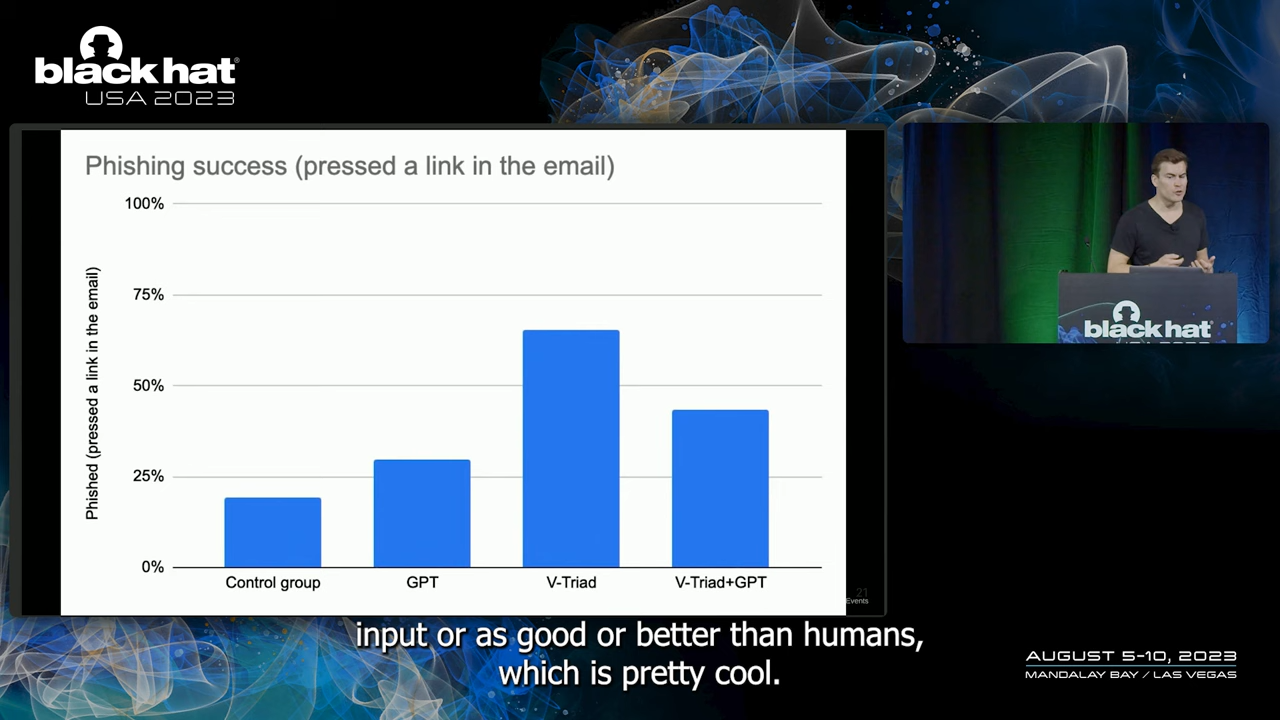 black hat®
USA 2023
Phishing success (pressed a link in the email)
Phished (pressed a link in the email)
100%
75%
50%
25%
0%
Control group
GPT
V-Triad
V-Triad+GPT
21
Events
black hat
input or as good or better than humans,
which is pretty cool.
AUGUST 5-10, 2023
MANDALAY BAY / LAS VEGAS